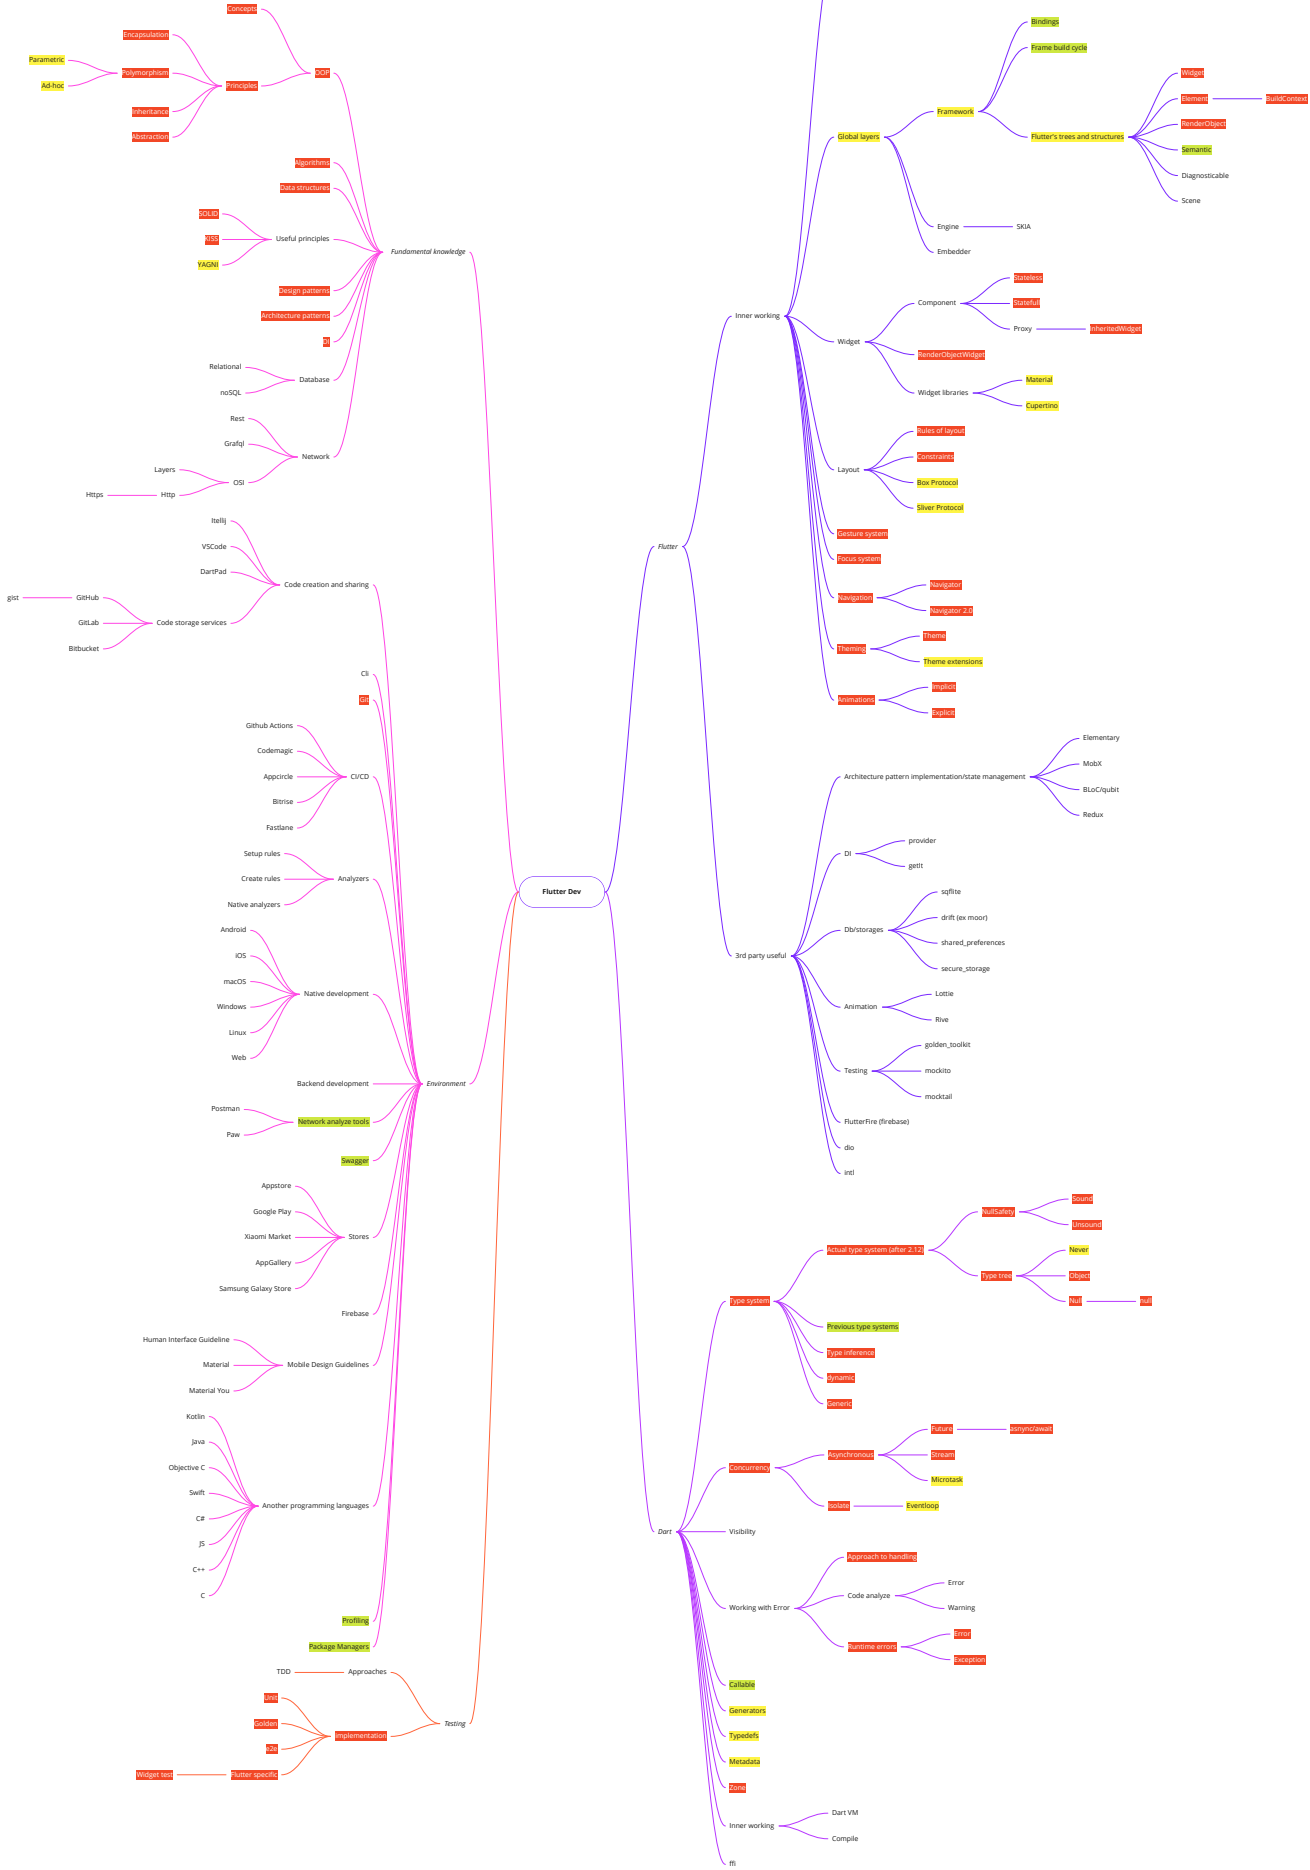 Concepts
Encapsulation
Parametric
Polymorphism
OOP
Ad-hoc
Principles
Inheritance
Abstraction
Algorithms
Data structures
SOLID
Useful principles
KISS
YAGNI
Fundamental knowledge
Design patterns
Architecture patterns
DI
Relational
Database
noSQL
Rest
Grafql
Network
Layers
OSI
Https
Http
Itellij
VSCode
DartPad
Code creation and sharing
gist
GitHub
GitLab
Code storage services
Bitbucket
Cli
Git
Github Actions
Codemagic
Appcircle
CI/CD
Bitrise
Fastlane
Setup rules
Create rules
Analyzers
Native analyzers
Flutter Dev
Android
iOS
macOS
Native development
Windows
Linux
Web
Backend development
Environment
Postman
Network analyze tools
Paw
Swagger
Appstore
Google Play
Xiaomi Market
Stores
AppGallery
Samsung Galaxy Store
Firebase
Human Interface Guideline
Material
Mobile Design Guidelines
Material You
Kotlin
Java
Objective C
Swift
Another programming languages
C#
JS
C++
C
Profiling
Package Managers
TDD
Approaches
Unit
Golden
Testing
Implementation
e2e
Widget test
Flutter specific
Bindings
Frame build cycle
Widget
Element
BuildContext
Framework
RenderObject
Global layers
Flutter's trees and structures
Semantic
Diagnosticable
Scene
Engine
SKIA
Embedder
Stateless
Component
Statefull
Inner working
Proxy
InheritedWidget
Widget
RenderObjectWidget
Material
Widget libraries
Cupertino
Rules of layout
Constraints
Layout
Box Protocol
Sliver Protocol
Gesture system
Flutter
Focus system
Navigator
Navigation
Navigator 2.0
Theme
Theming
Theme extensions
Implicit
Animations
Explicit
Elementary
MobX
Architecture pattern implementation/state management
BLoC/qubit
Redux
provider
DI
getIt
sqflite
drift (ex moor)
Db/storages
shared_preferences
3rd party useful
secure_storage
Lottie
Animation
Rive
golden_toolkit
Testing
mockito
mocktail
FlutterFire (firebase)
dio
intl
Sound
NullSafety
Unsound
Actual type system (after 2.12)
Never
Type tree
Object
Type system
Null
null
Previous type systems
Type inference
dynamic
Generic
Future
asnync/await
Asynchronous
Stream
Concurrency
Microtask
Isolate
Eventloop
Dart
Visibility
Approach to handling
Error
Code analyze
Working with Error
Warning
Error
Runtime errors
Exception
Callable
Generators
Typedefs
Metadata
Zone
Dart VM
Inner working
Compile
ffi